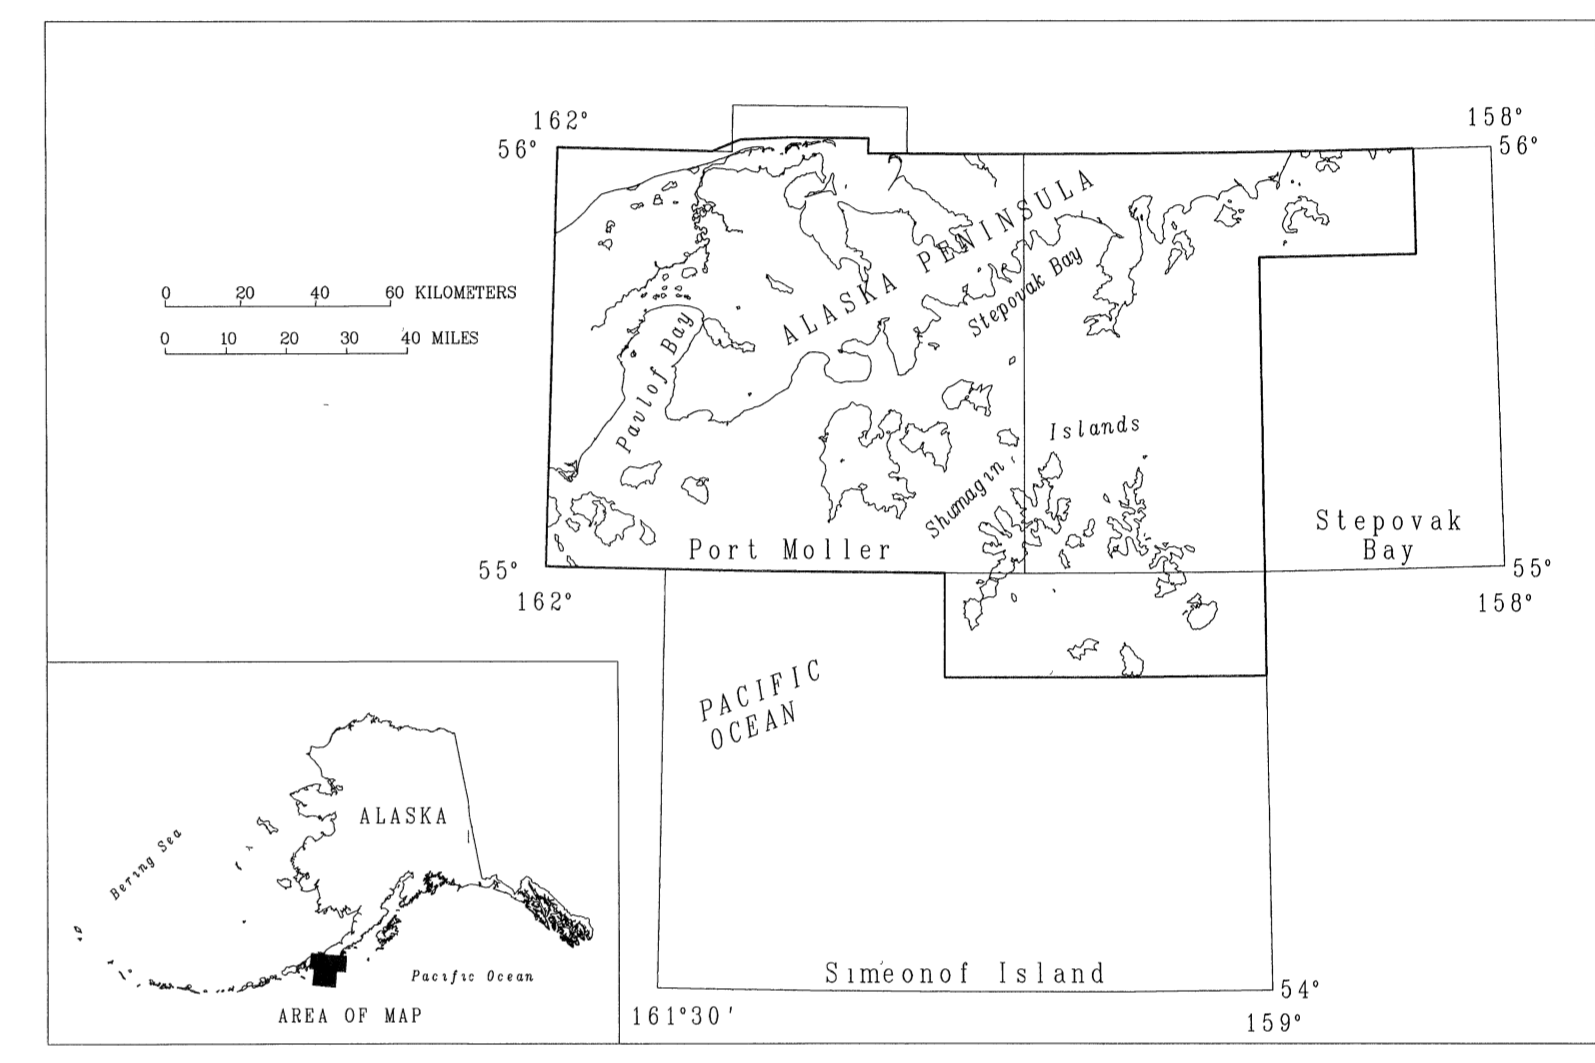 162°
158°
56°
56°
ALASKA PENINSULA
Stepovak Bay
0 20 40 60 KILOMETERS
0 10 20 30 40 MILES
Pavlof Bay
Islands
Shumagin
Stepovak
Bay
Port Moller
55°
55°
162°
158°
PACIFIC
OCEAN
ALASKA
Bering Sea
Pacific Ocean
AREA OF MAP
Simeonof Island
54°
161°30'
159°